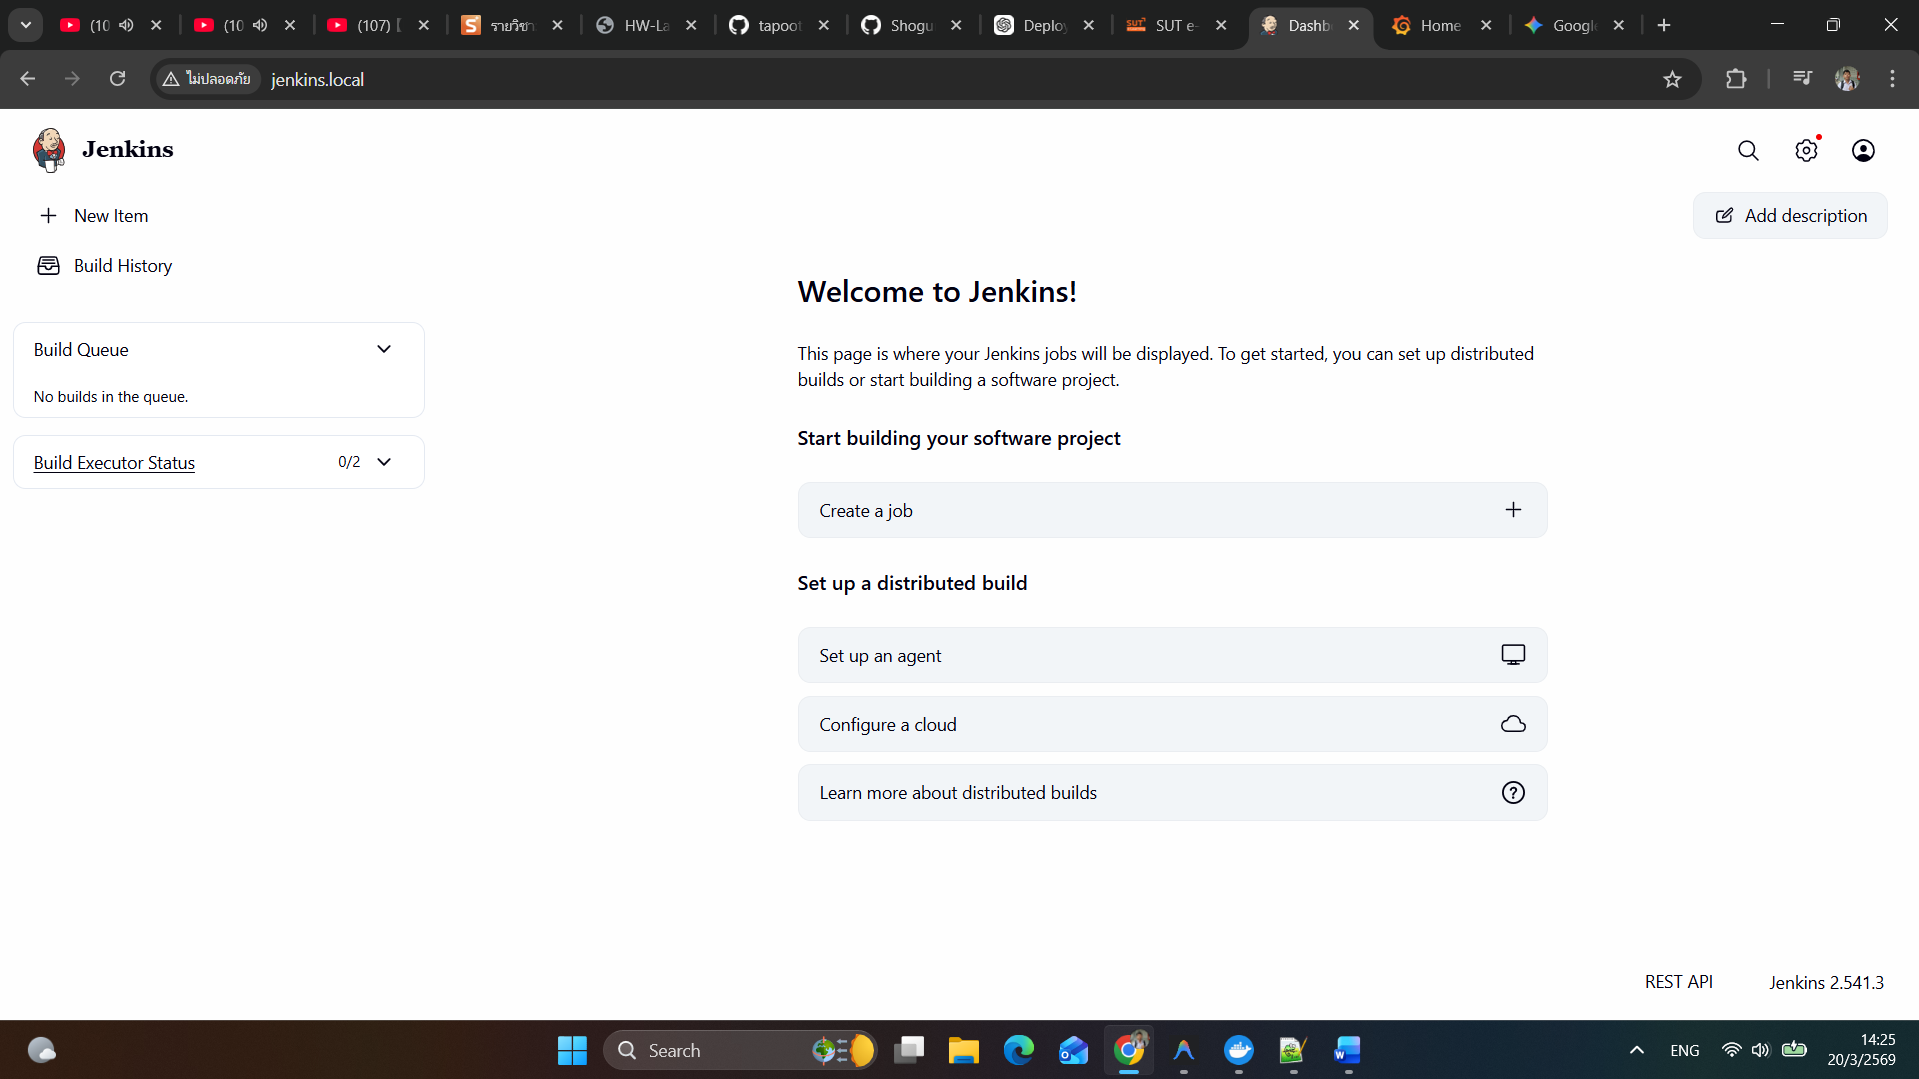 (10
(10
(107)
รายวิชา
HW-La
tapoot
Shogu
Deploy
SUT
SUT e-
Dashb
Home
Google
ไม่ปลอดภัย
jenkins.local
Jenkins
New Item
Add description
Build History
Welcome to Jenkins!
Build Queue
This page is where your Jenkins jobs will be displayed. To get started, you can set up distributed
builds or start building a software project.
No builds in the queue.
Start building your software project
Build Executor Status
0/2
Create a job
Set up a distributed build
Set up an agent
Configure a cloud
Learn more about distributed builds
REST API
Jenkins 2.541.3
Search
ENG
14:25
20/3/2569